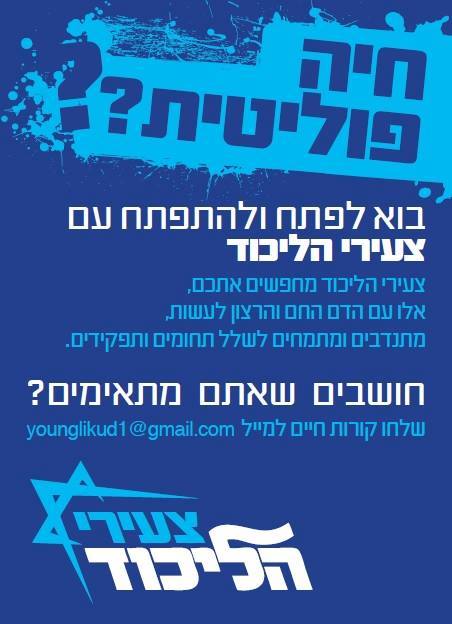 חיה
פוליטית???
בוא לפתח ולהתפתח עם
צעירי הליכוד
צעירי הליכוד מחפשים אתכם,
אלו עם הדם החם והרצון לעשות,
מתנדבים ומתמחים לשלל תחומים ותפקידים.
חושבים שאתם מתאימים?
שלחו קורות חיים למייל younglikud1@gmail.com
צעירי
הליכוד